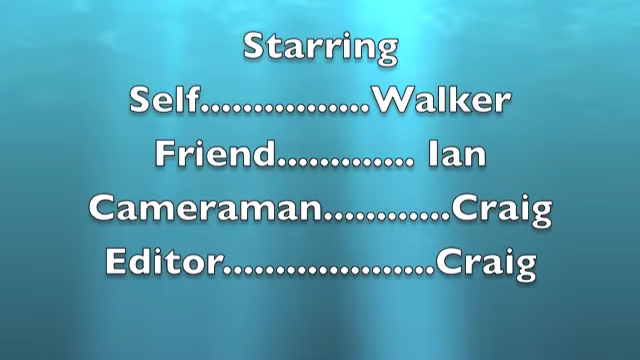 Starring
Self................Walker
Friend............. Ian
Cameraman............Craig
Editor....................Craig